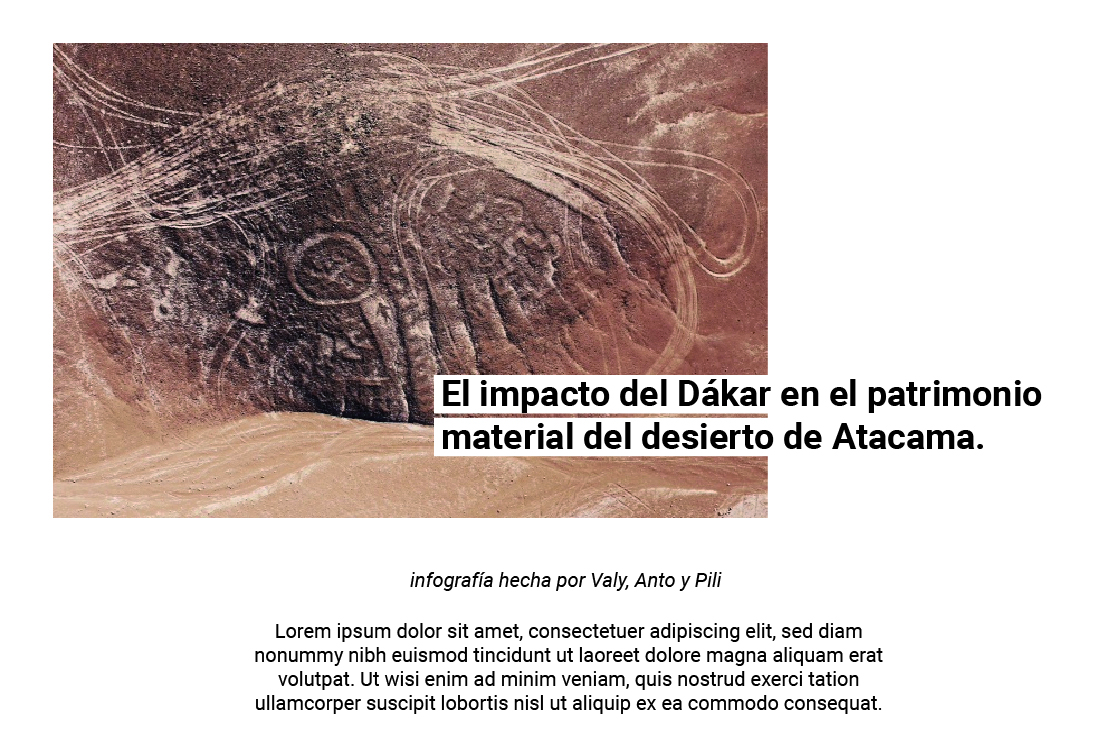 El impacto del Dákar en el patrimonio
material del desierto de Atacama.
infografía hecha por Valy, Anto y Pili
Lorem ipsum dolor sit amet, consectetuer adipiscing elit, sed diam
nonummy nibh euismod tincidunt ut laoreet dolore magna aliquam erat
volutpat. Ut wisi enim ad minim veniam, quis nostrud exerci tation
ullamcorper suscipit lobortis nisl ut aliquip ex ea commodo consequat.